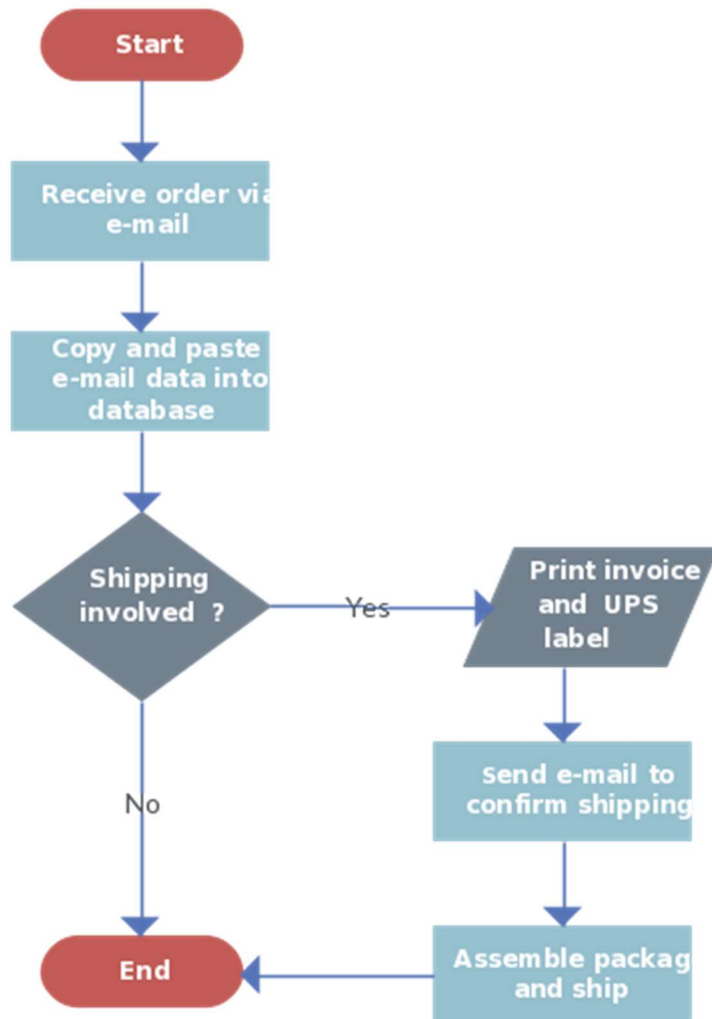 Start
Receive order via
e-mail
Copy and paste
e-mail data into
database
Shipping
involved ?
Yes
Print invoice
and UPS
label
Send e-mail to
confirm shipping
No
End
Assemble packag
and ship